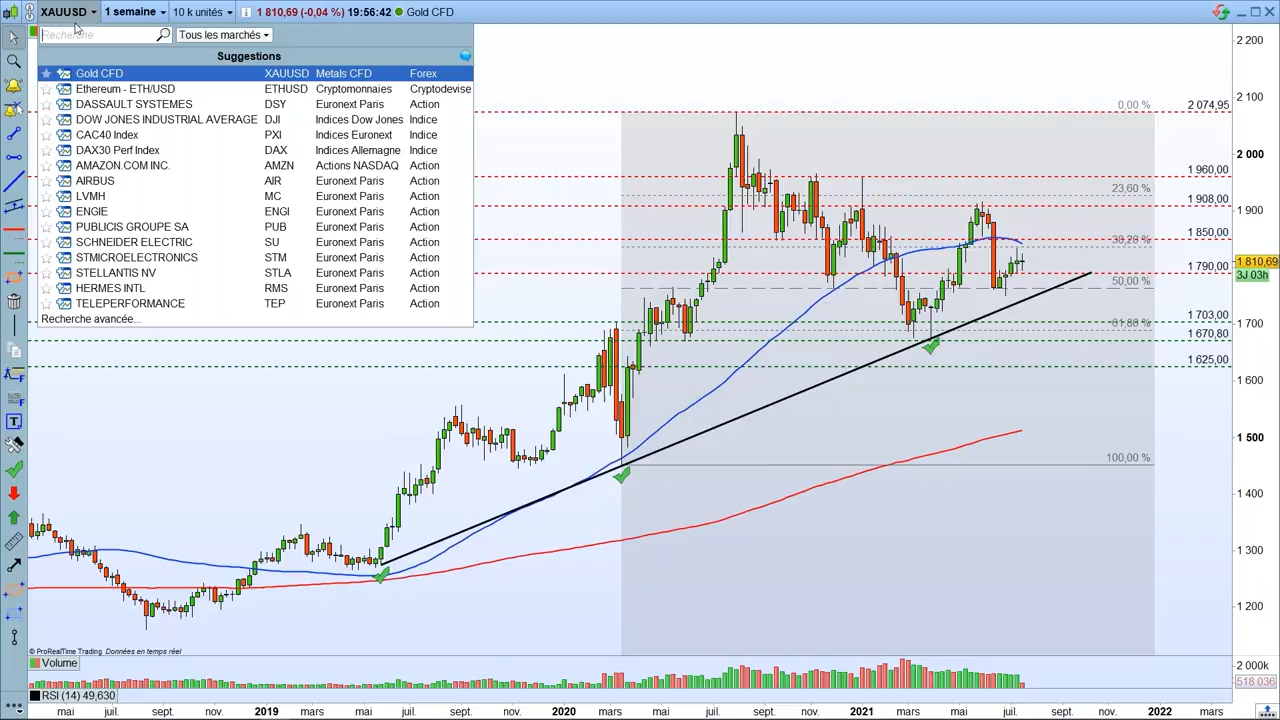 XAUUSD 1 semaine 10 k unités 1 810,69 (-0,04 %) 19:56:42 Gold CFD
Recherche Tous les marchés
Suggestions
Gold CFD XAUUSD Metals CFD Forex
Ethereum - ETH/USD ETHUSD Cryptomonnaies Cryptodevise
DASSAULT SYSTEMES DSY Euronext Paris Action
DOW JONES INDUSTRIAL AVERAGE DJI Indices Dow Jones Indice
CAC40 Index PXI Indices Euronext Indice
DAX30 Perf Index DAX Indices Allemagne Indice
AMAZON.COM INC. AMZN Actions NASDAQ Action
AIRBUS AIR Euronext Paris Action
LVMH MC Euronext Paris Action
ENGIE ENGI Euronext Paris Action
PUBLICIS GROUPE SA PUB Euronext Paris Action
SCHNEIDER ELECTRIC SU Euronext Paris Action
STMICROELECTRONICS STM Euronext Paris Action
STELLANTIS NV STLA Euronext Paris Action
HERMES INTL RMS Euronext Paris Action
TELEPERFORMANCE TEP Euronext Paris Action
Recherche avancée...
2 200
2 100
2 000
1 900
1 810,69
3J 03h
1 700
1 600
1 500
1 400
1 300
1 200
0,00 % 2 074,95
1 960,00
23,60 %
1 908,00
1 850,00
38,20 %
1 790,00
50,00 %
1 703,00
61,80 %
1 670,80
1 625,00
100,00 %
© ProRealTime Trading Données en temps réel
Volume
2 000k
518 036
RSI (14) 49,630
mai juil. sept. nov. 2019 mars mai juil. sept. nov. 2020 mars mai juil. sept. nov. 2021 mars mai juil. sept. nov. 2022 mars